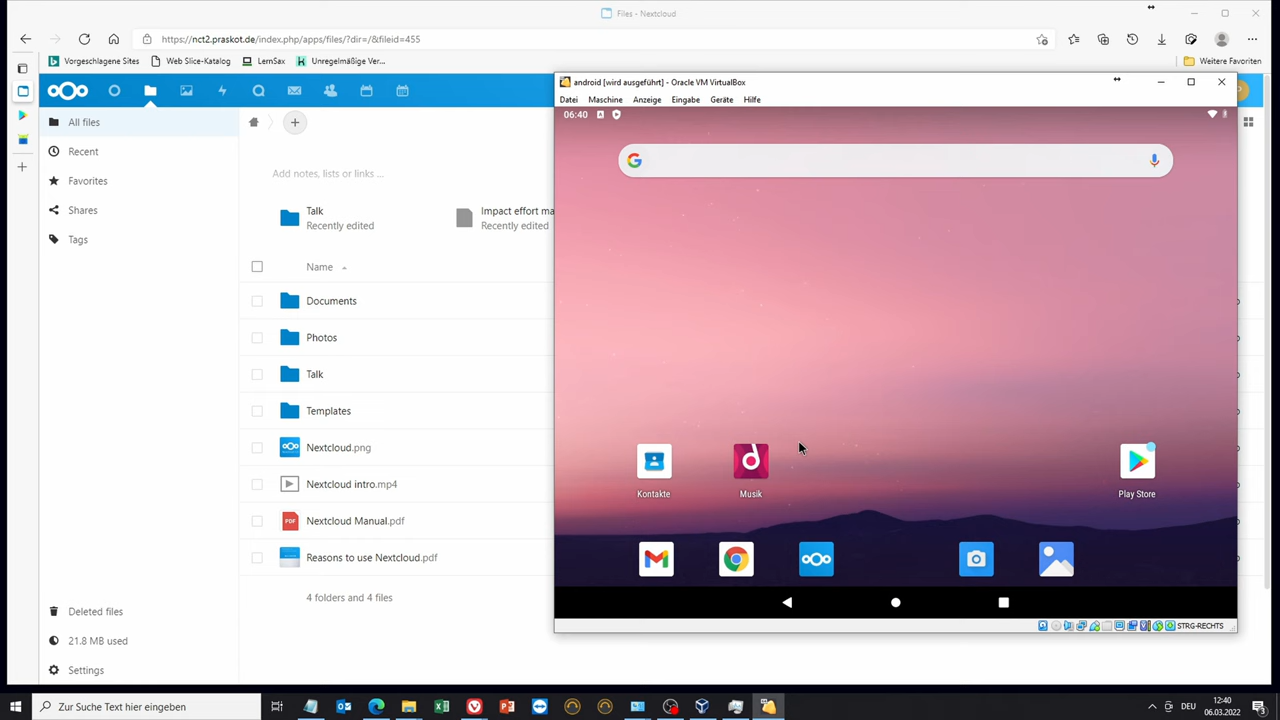 Files - Nextcloud
https://nct2.praskot.de/index.php/apps/files/?dir=/&fileid=455
Vorgeschlagene Sites
Web Slice-Katalog
LernSax
Unregelmäßige Ver...
Weitere Favoriten
All files
Recent
Favorites
Shares
Tags
Add notes, lists or links ...
Talk
Recently edited
Impact effort ma
Recently edited
Name
Documents
Photos
Talk
Templates
Nextcloud.png
Nextcloud intro.mp4
PDF
Nextcloud Manual.pdf
Reasons to use Nextcloud.pdf
4 folders and 4 files
Deleted files
21.8 MB used
Settings
android [wird ausgeführt] - Oracle VM VirtualBox
Datei Maschine Anzeige Eingabe Geräte Hilfe
06:40
Kontakte
Musik
Play Store
STRG-RECHTS
Zur Suche Text hier eingeben
DEU
12:40
06.03.2022